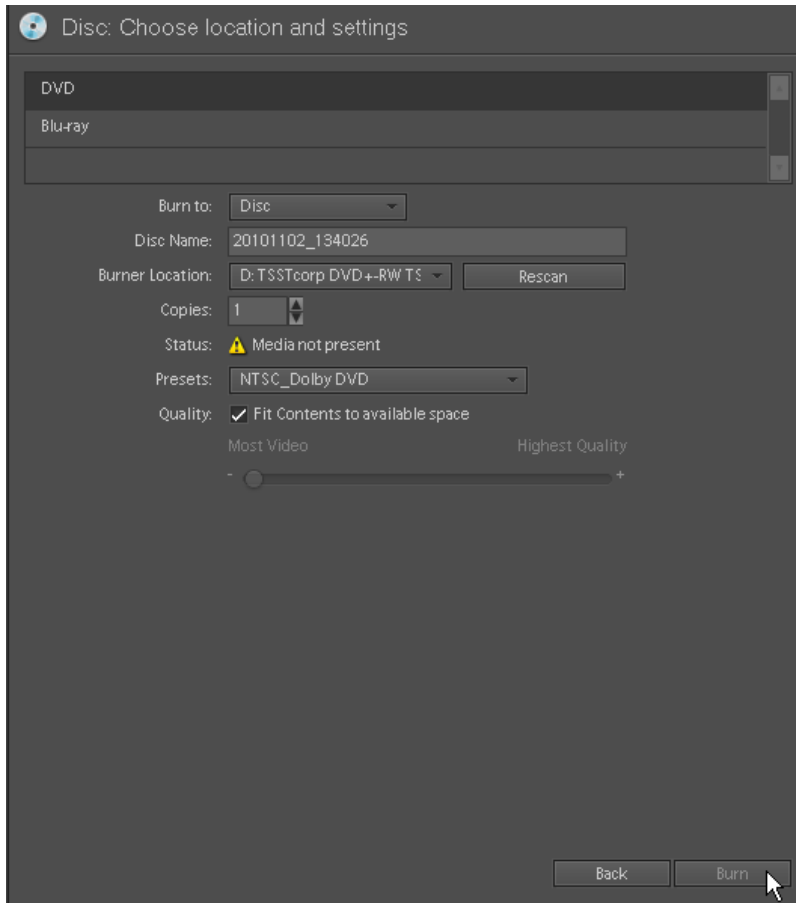 Disc: Choose location and settings
DVD
Blu-ray
Burn to: Disc
Disc Name: 20101102_134026
Burner Location: D: TSSTcorp DVD+-RW TS Rescan
Copies: 1
Status: Media not present
Presets: NTSC_Dolby DVD
Quality: Fit Contents to available space
Most Video Highest Quality
- +
Back Burn